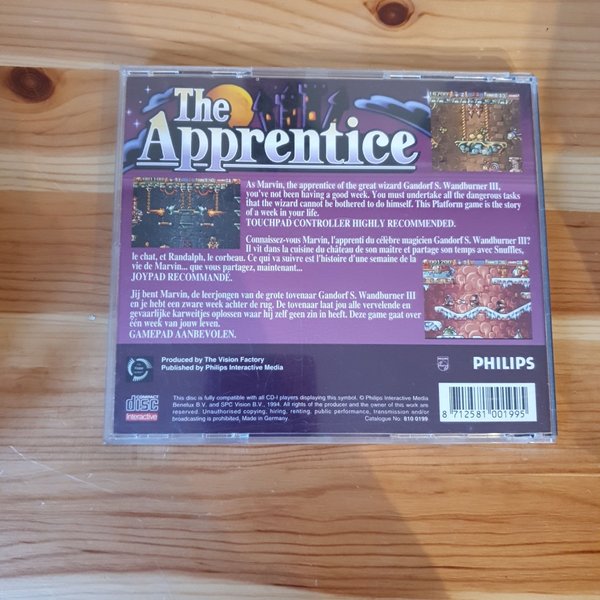 The
Apprentice
As Marvin, the apprentice of the great wizard Gandorf S. Wandburner III,
you've not been having a good week. You must undertake all the dangerous tasks
that the wizard cannot be bothered to do himself. This Platform game is the story
of a week in your life.
TOUCHPAD CONTROLLER HIGHLY RECOMMENDED.
Connaissez-vous Marvin, l'apprenti du célèbre magicien Gandorf S. Wandburner III?
Il vit dans la cuisine du château de son maître et partage son temps avec Snuffles,
le chat, et Randalph, le corbeau. Ce qui va suivre est l'histoire d'une semaine de la
vie de Marvin... que vous partagez, maintenant...
JOYPAD RECOMMANDÉ.
Jij bent Marvin, de leerjongen van de grote tovenaar Gandorf S. Wandburner III
en je hebt een zware week achter de rug. De tovenaar laat jou alle vervelende en
gevaarlijke karweitjes oplossen waar hij zelf geen zin in heeft. Deze game gaat over
één week van jouw leven.
GAMEPAD AANBEVOLEN.
Produced by The Vision Factory
Published by Philips Interactive Media
PHILIPS
COMPACT
disc
Interactive
This disc is fully compatible with all CD-I players displaying this symbol. © Philips Interactive Media
Benelux B.V. and SPC Vision B.V., 1994. All rights of the producer and the owner of this work are
reserved. Unauthorised copying, hiring, renting, public performance, transmission and/or
broadcasting is prohibited, Made in Germany. Catalogue No. 810 0199
8 712581 001995